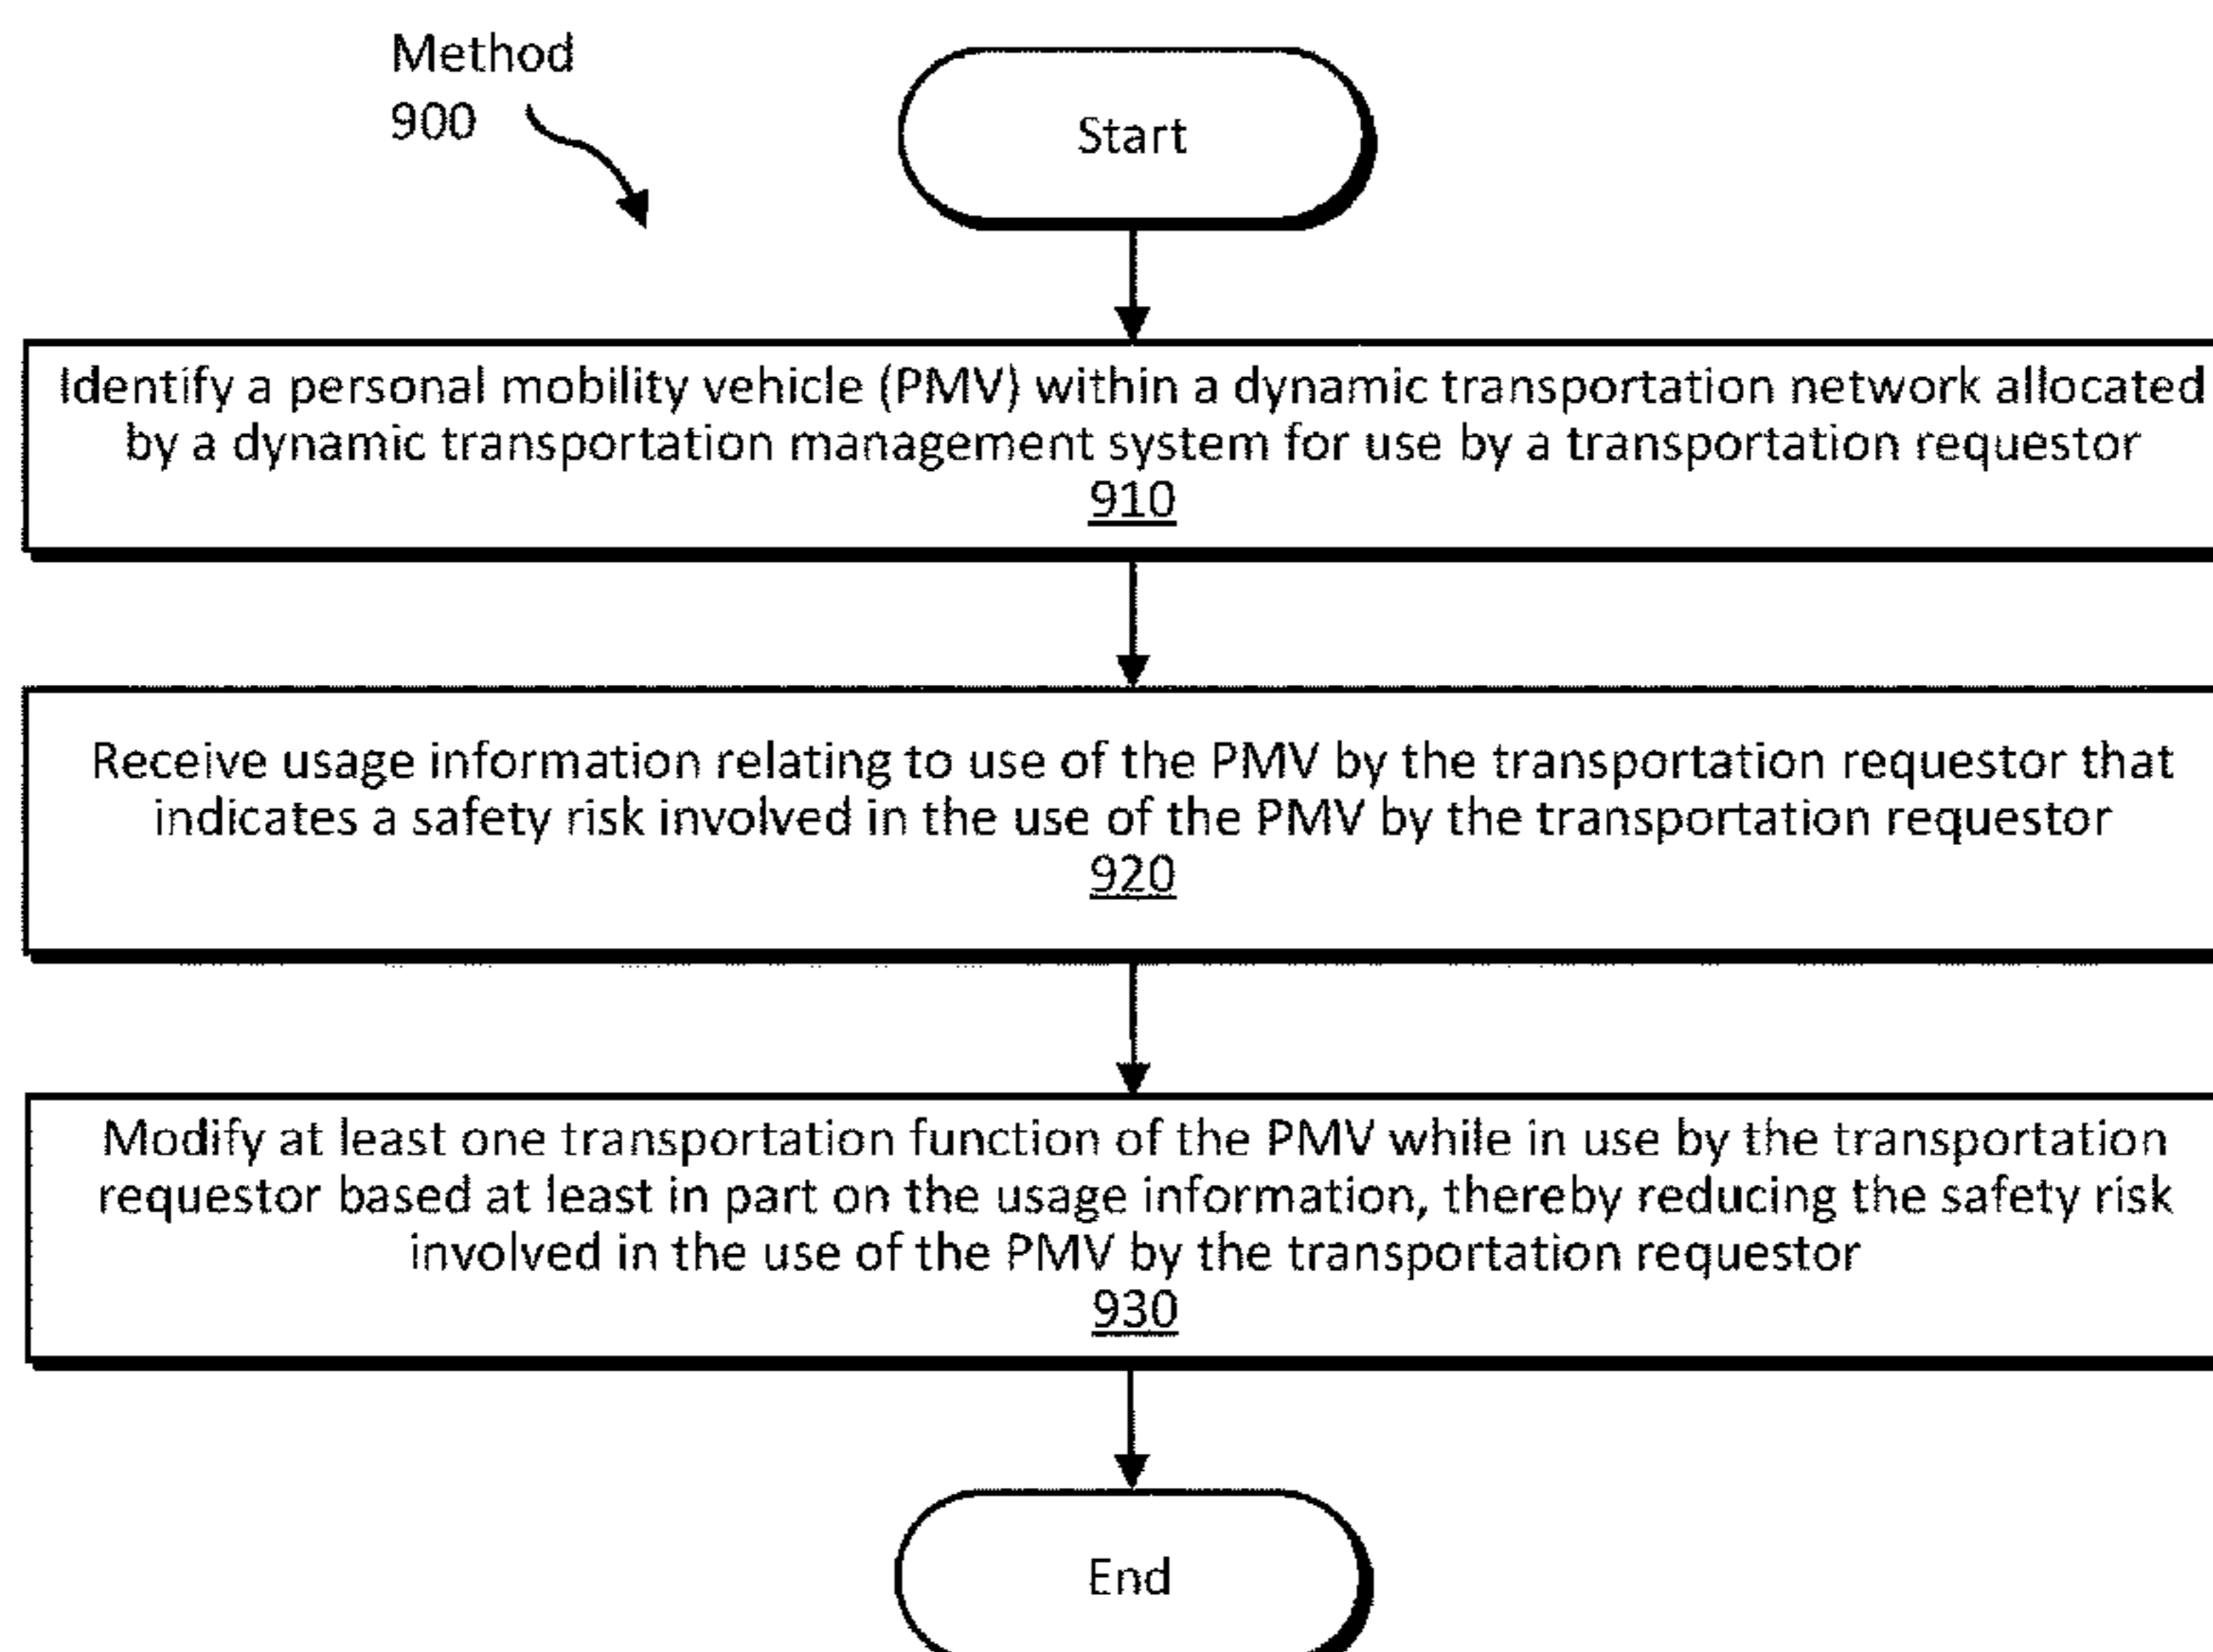 Method
900
Start
Identify a personal mobility vehicle (PMV) within a dynamic transportation network allocated
by a dynamic transportation management system for use by a transportation requestor
910
Receive usage information relating to use of the PMV by the transportation requestor that
indicates a safety risk involved in the use of the PMV by the transportation requestor
920
Modify at least one transportation function of the PMV while in use by the transportation
requestor based at least in part on the usage information, thereby reducing the safety risk
involved in the use of the PMV by the transportation requestor
930
End